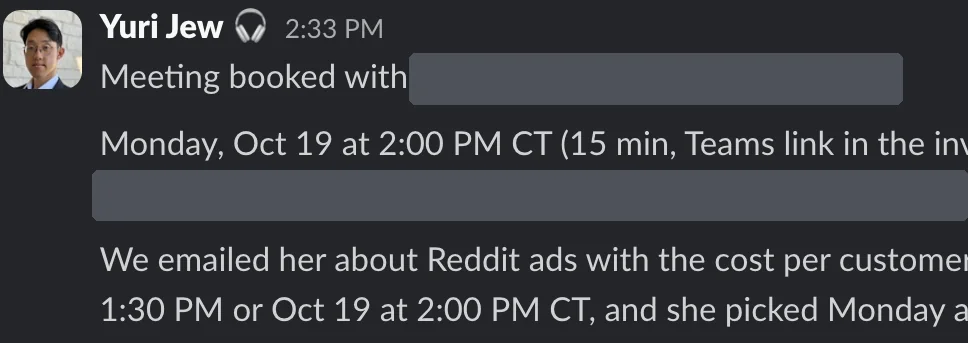 Yuri Jew 2:33 PM
Meeting booked with
Monday, Oct 19 at 2:00 PM CT (15 min, Teams link in the inv
We emailed her about Reddit ads with the cost per customer
1:30 PM or Oct 19 at 2:00 PM CT, and she picked Monday a